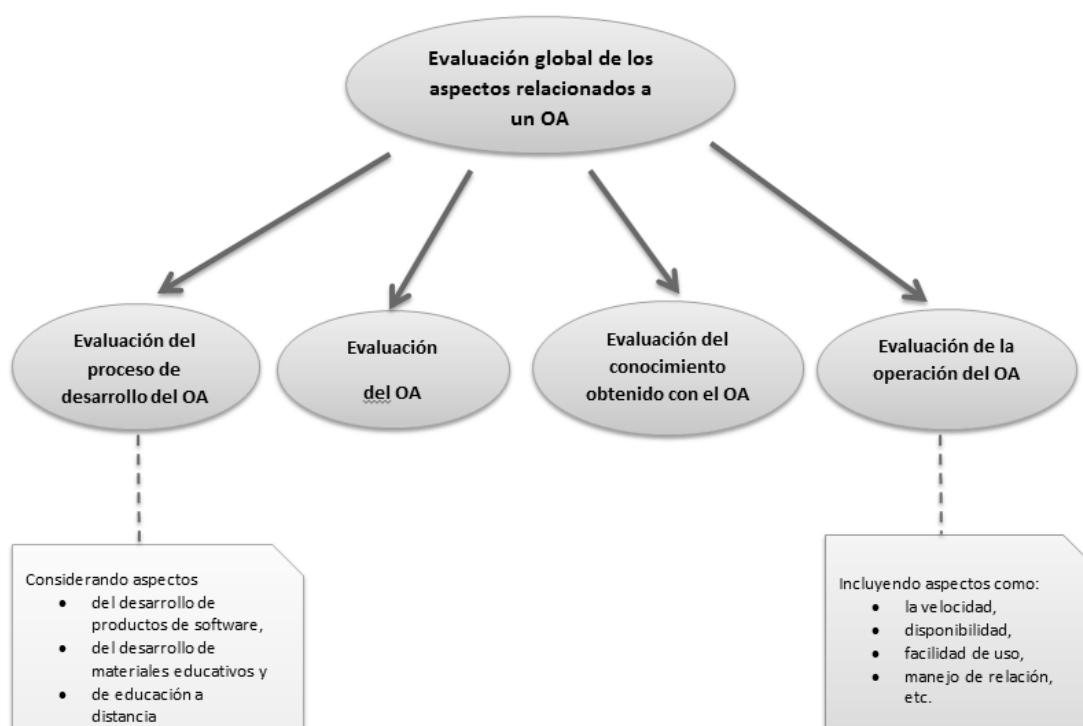 Evaluación global de los
aspectos relacionados a
un OA
Evaluación del
proceso de
desarrollo del OA
Evaluación
del OA
Evaluación del
conocimiento
obtenido con el OA
Evaluación de la
operación del OA
Considerando aspectos
• del desarrollo de
productos de software,
• del desarrollo de
materiales educativos y
• de educación a
distancia
Incluyendo aspectos como:
• la velocidad,
• disponibilidad,
• facilidad de uso,
• manejo de relación,
etc.